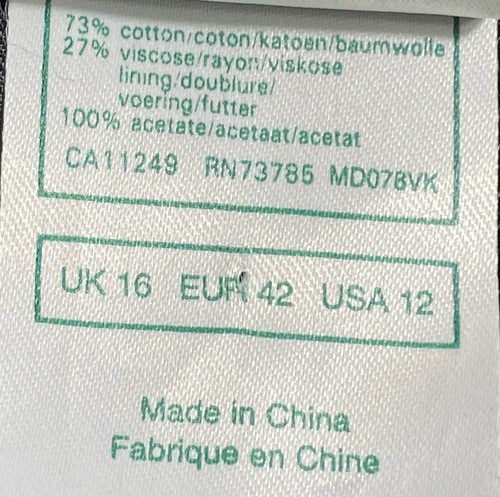 73% cotton/coton/katoen/baumwolle
27% viscose/rayon/viskose
lining/doublure/
voering/futter
100% acetate/acetaat/acetat
CA11249 RN73785 MD078VK
UK 16 EUR 42 USA 12
Made in China
Fabrique en Chine